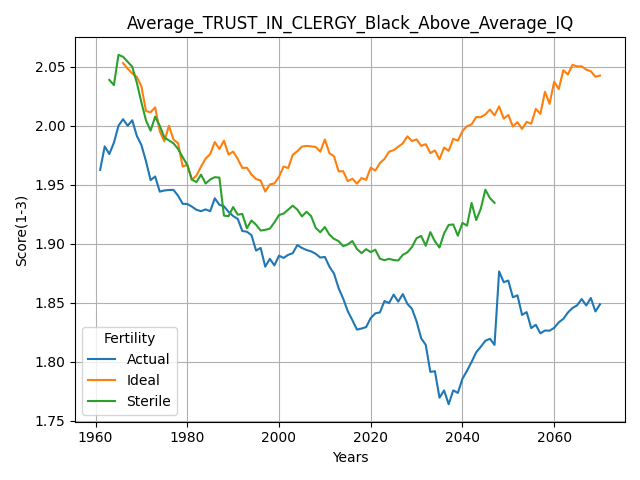 Average_TRUST_IN_CLERGY_Black_Above_Average_IQ
2.05
2.00
1.95
1.90
1.85
1.80
1.75
Score(1-3)
Fertility
Actual
Ideal
Sterile
1960 1980 2000 2020 2040 2060
Years